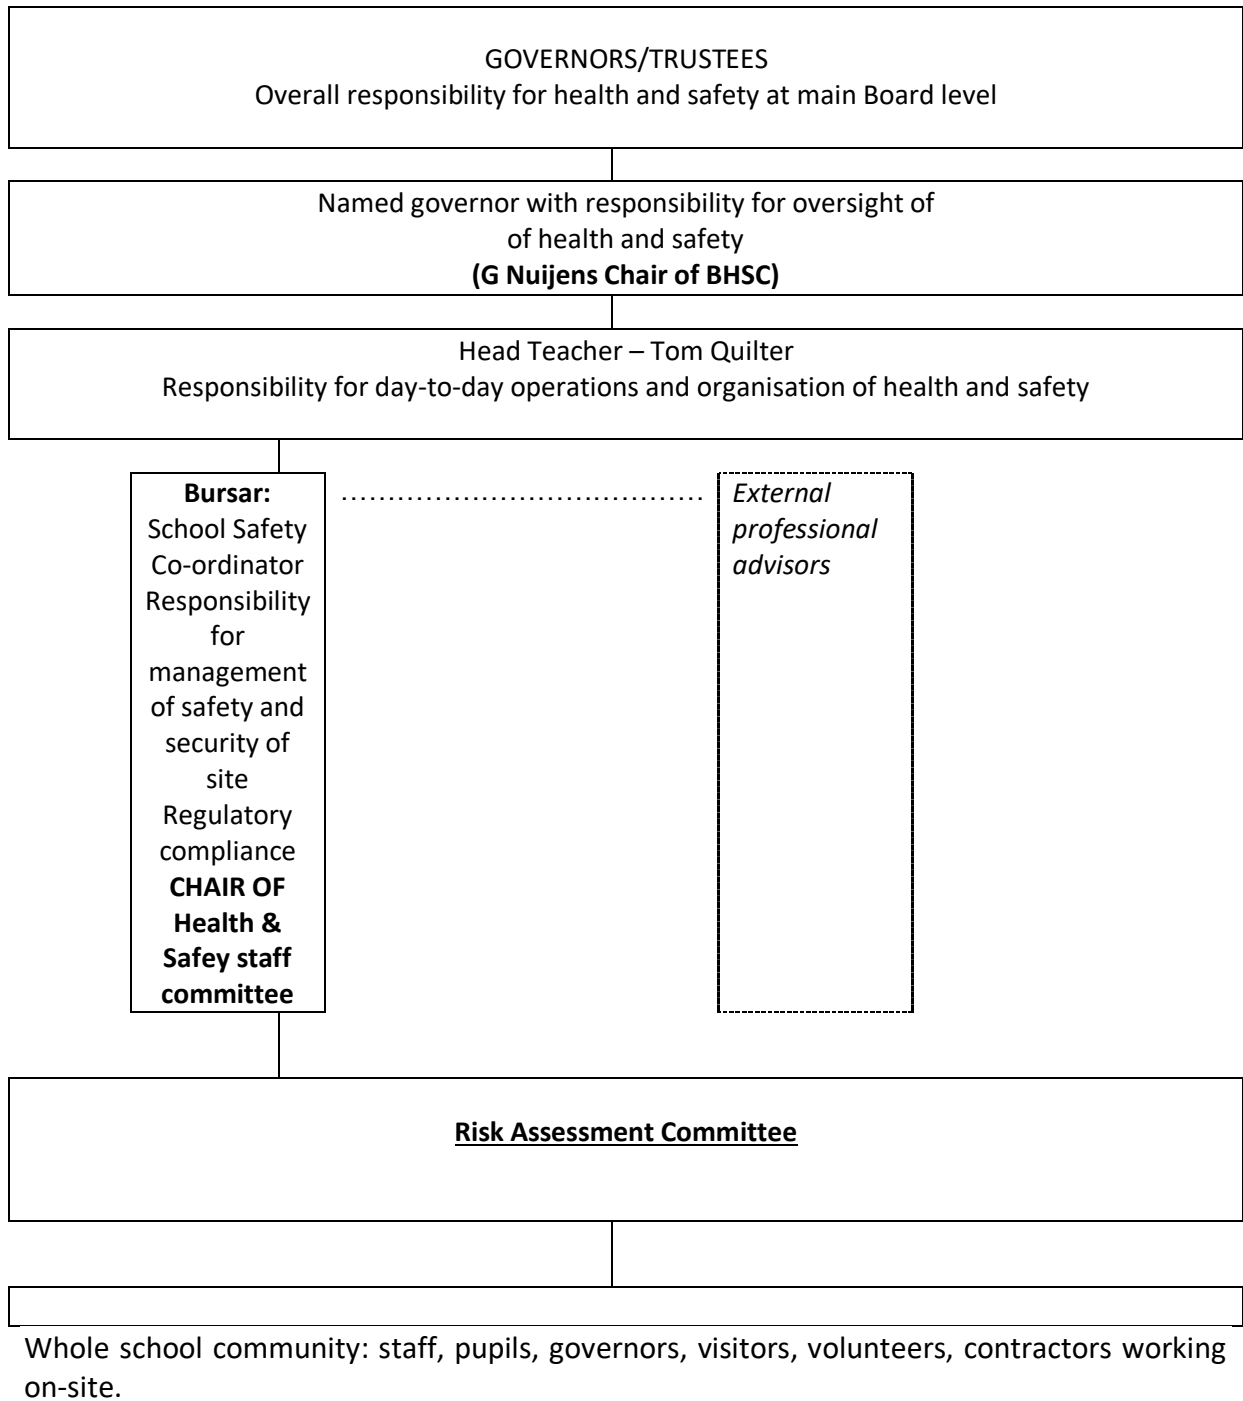 GOVERNORS/TRUSTEES
Overall responsibility for health and safety at main Board level
Named governor with responsibility for oversight of
of health and safety
(G Nuijens Chair of BHSC)
Head Teacher – Tom Quilter
Responsibility for day-to-day operations and organisation of health and safety
Bursar:
School Safety
Co-ordinator
Responsibility
for
management
of safety and
security of
site
Regulatory
compliance
CHAIR OF
Health &
Safey staff
committee
......................................
External
professional
advisors
Risk Assessment Committee
Whole school community: staff, pupils, governors, visitors, volunteers, contractors working
on-site.